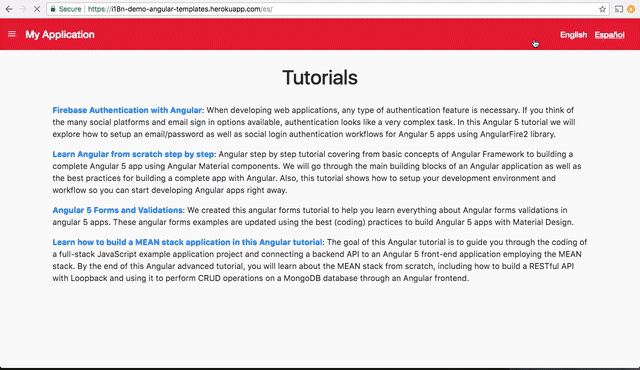 Secure https://i18n-demo-angular-templates.herokuapp.com/es/
My Application English Español
Tutorials
Firebase Authentication with Angular: When developing web applications, any type of authentication feature is necessary. If you think of
the many social platforms and email sign in options available, authentication looks like a very complex task. In this Angular 5 tutorial we will
explore how to setup an email/password as well as social login authentication workflows for Angular 5 apps using AngularFire2 library.
Learn Angular from scratch step by step: Angular step by step tutorial covering from basic concepts of Angular Framework to building a
complete Angular 5 app using Angular Material components. We will go through the main building blocks of an Angular application as well as
the best practices for building a complete app with Angular. Also, this tutorial shows how to setup your development environment and
workflow so you can start developing Angular apps right away.
Angular 5 Forms and Validations: We created this angular forms tutorial to help you learn everything about Angular forms validations in
angular 5 apps. These angular forms examples are updated using the best (coding) practices to build Angular 5 apps with Material Design.
Learn how to build a MEAN stack application in this Angular tutorial: The goal of this Angular tutorial is to guide you through the coding of
a full-stack JavaScript example application project and connecting a backend API to an Angular 5 front-end application employing the MEAN
stack. By the end of this Angular advanced tutorial, you will learn about the MEAN stack from scratch, including how to build a RESTful API
with Loopback and using it to perform CRUD operations on a MongoDB database through an Angular frontend.